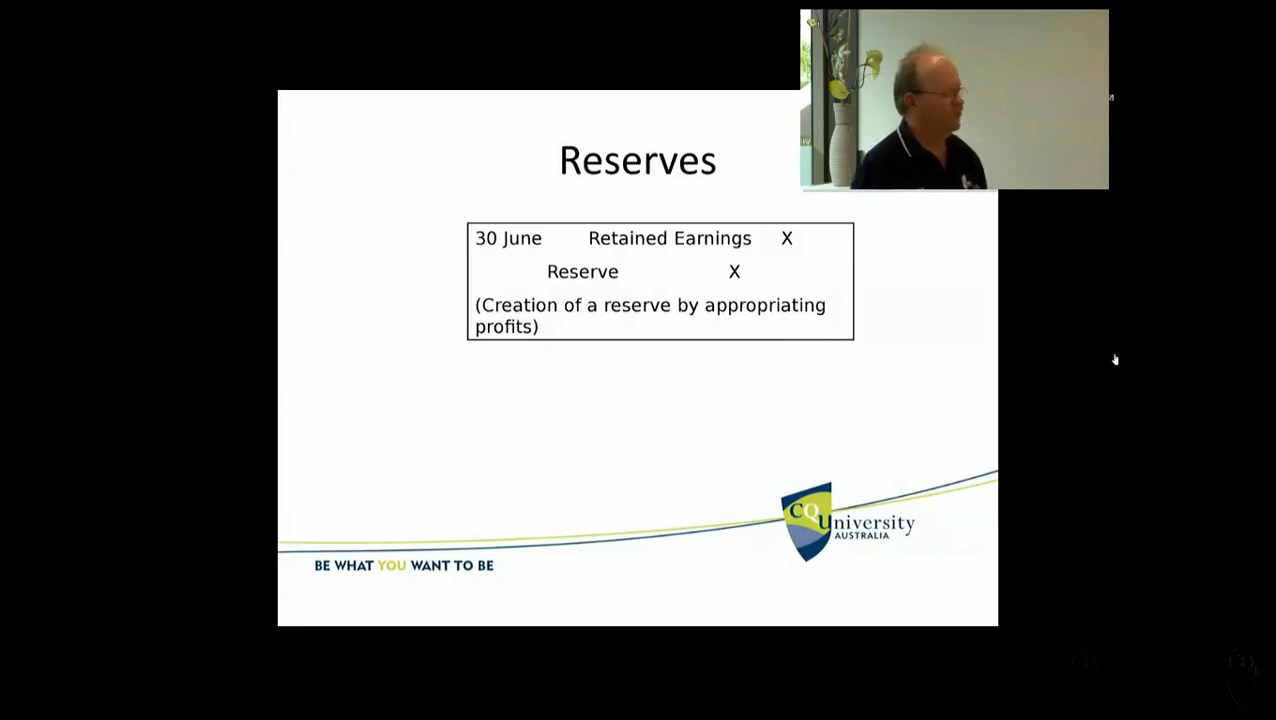 Reserves
30 June Retained Earnings X
Reserve X
(Creation of a reserve by appropriating
profits)
CQUniversity
AUSTRALIA
BE WHAT YOU WANT TO BE